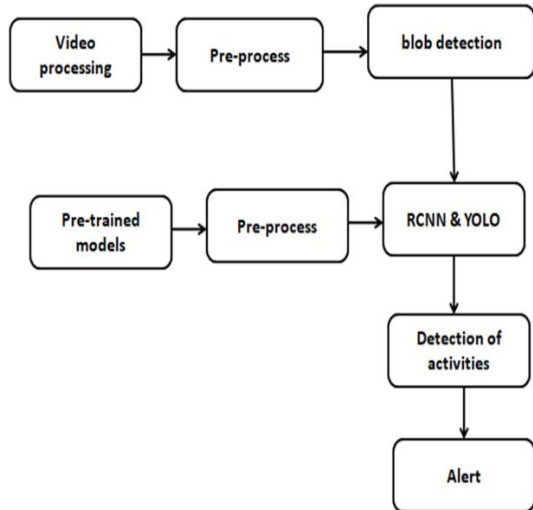 Video
processing
Pre-process
blob detection
Pre-trained
models
Pre-process
RCNN & YOLO
Detection of
activities
Alert